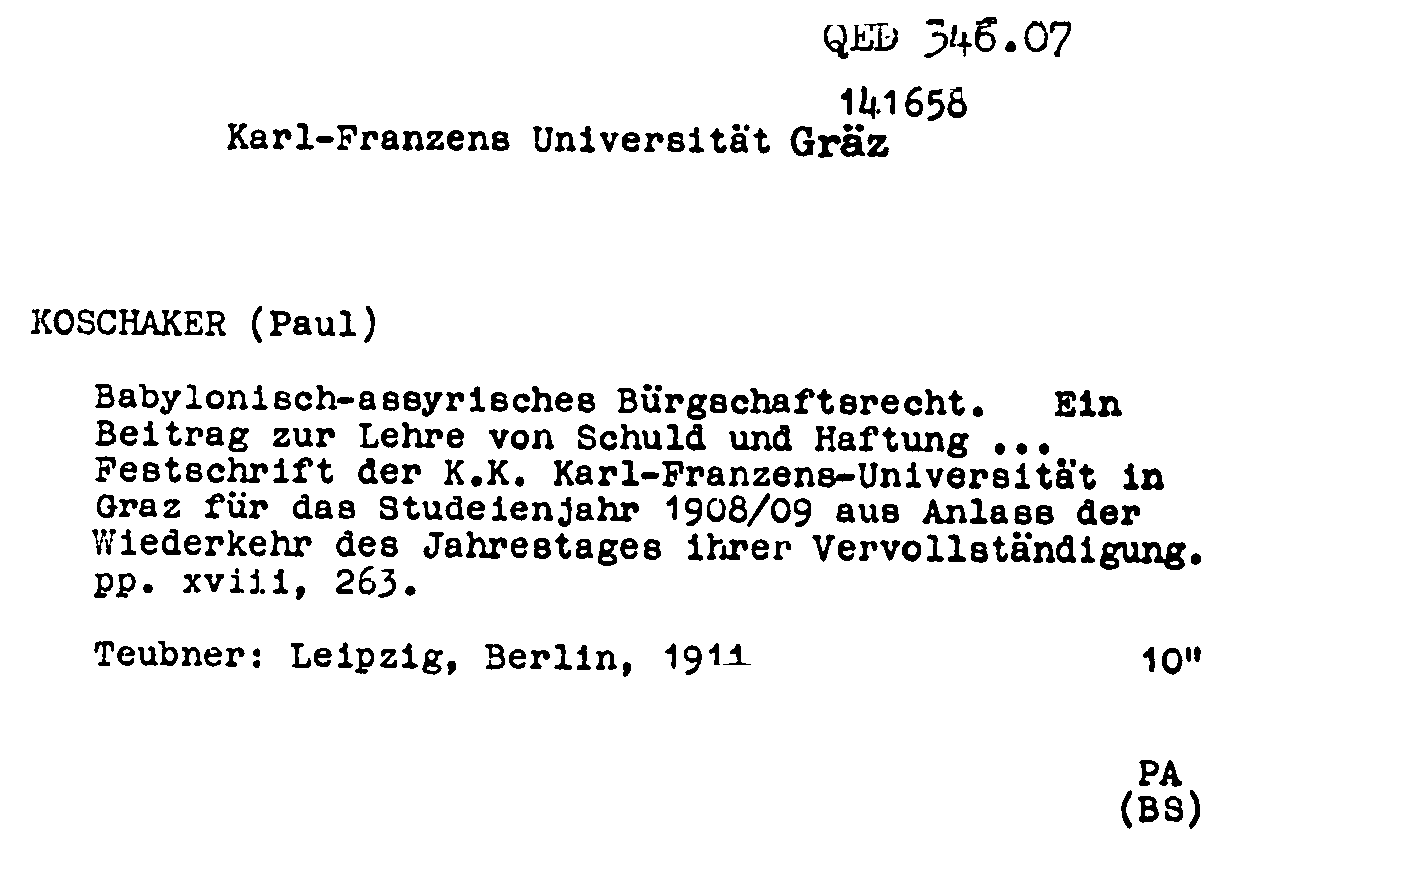 QED 346.07
141658
Karl-Franzens Universität Gräz
KOSCHAKER (Paul)
Babylonisch-assyrisches Bürgschaftsrecht. Ein
Beitrag zur Lehre von Schuld und Haftung ...
Festschrift der K.K. Karl-Franzens-Universität in
Graz für das Studeienjahr 1908/09 aus Anlass der
Wiederkehr des Jahrestages ihrer Vervollständigung.
pp. xviii, 263.
Teubner: Leipzig, Berlin, 1911 10"
PA
(BS)